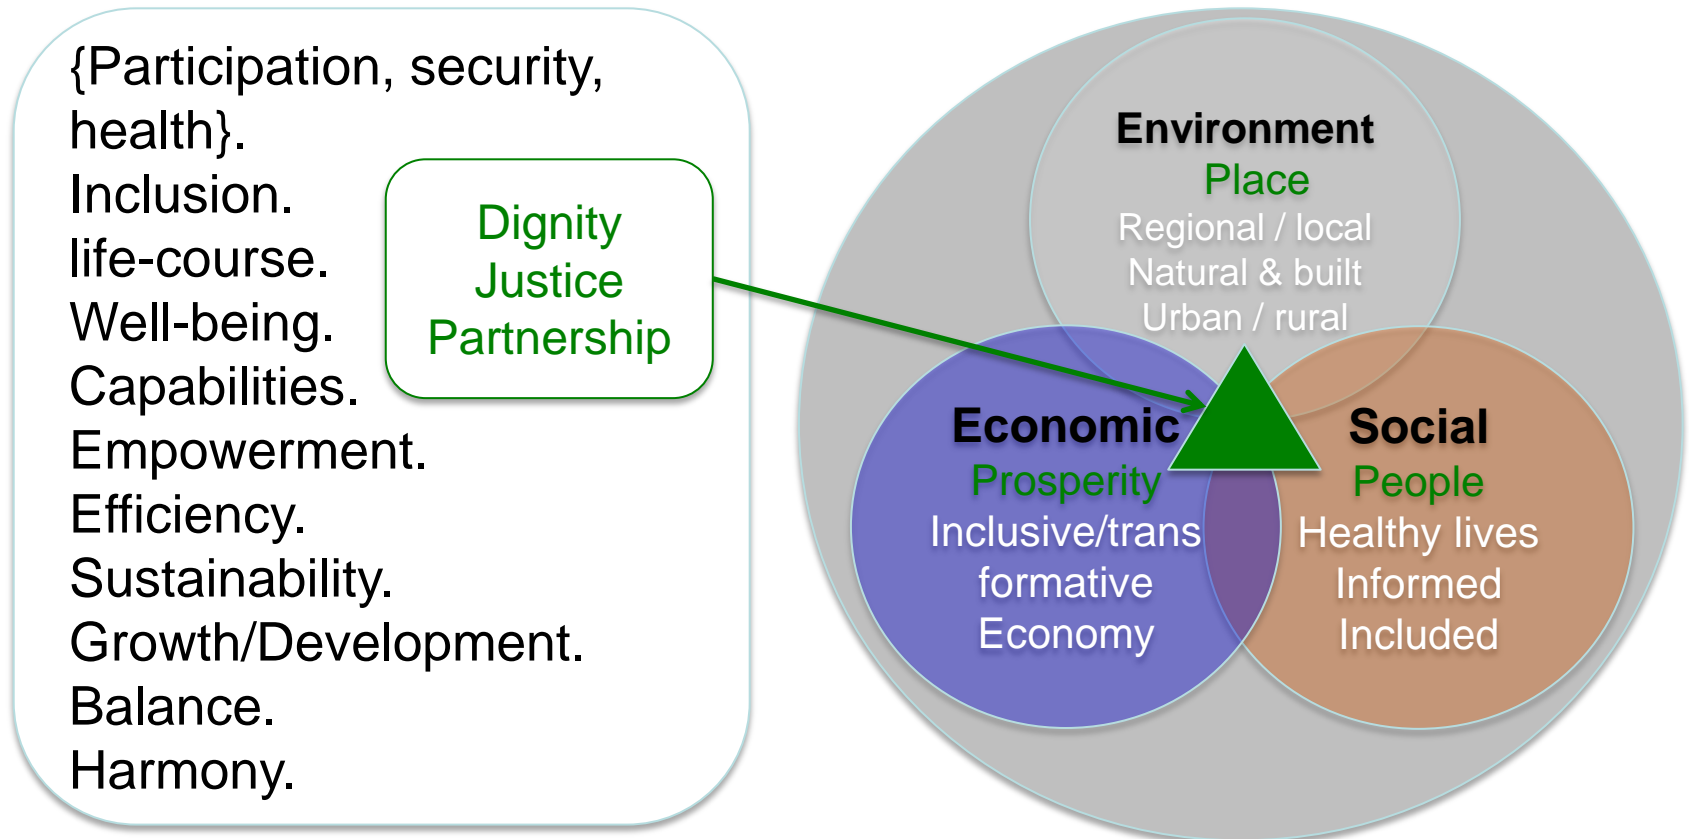 {Participation, security,
health}.
Inclusion.
life-course.
Well-being.
Capabilities.
Empowerment.
Efficiency.
Sustainability.
Growth/Development.
Balance.
Harmony.
Dignity
Justice
Partnership
Environment
Place
Regional / local
Natural & built
Urban / rural
Economic
Prosperity
Inclusive/trans
formative
Economy
Social
People
Healthy lives
Informed
Included